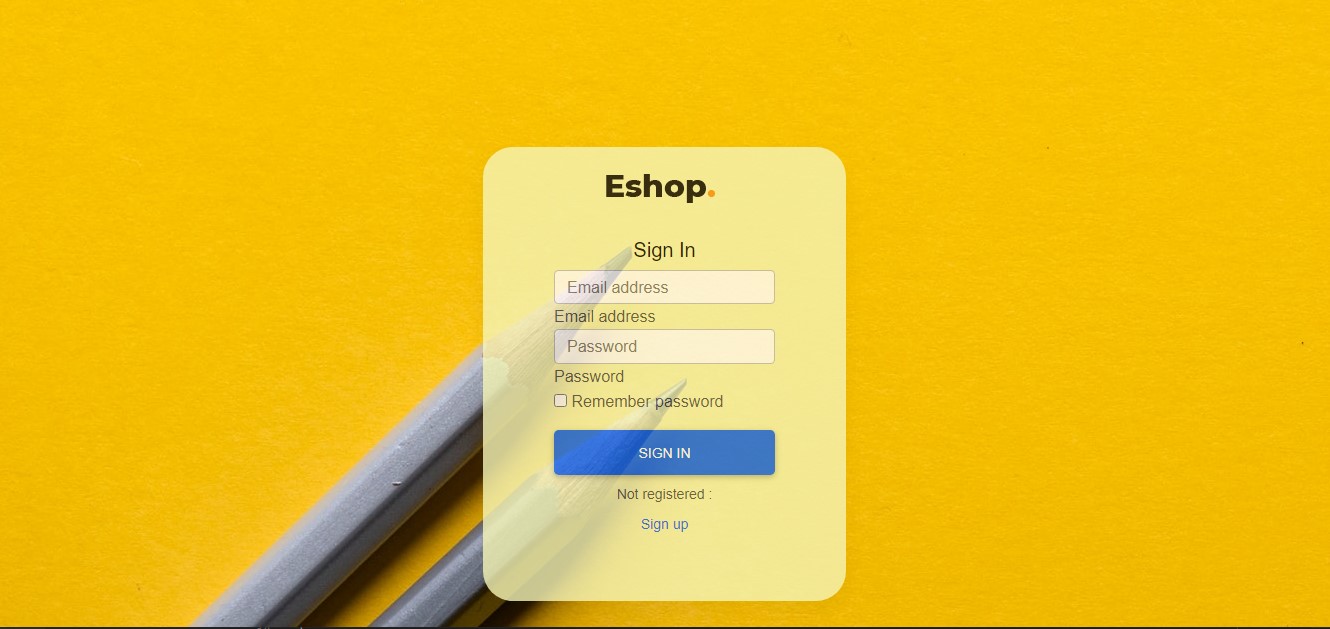 Eshop.
Sign In
Email address
Email address
Password
Password
Remember password
SIGN IN
Not registered :
Sign up